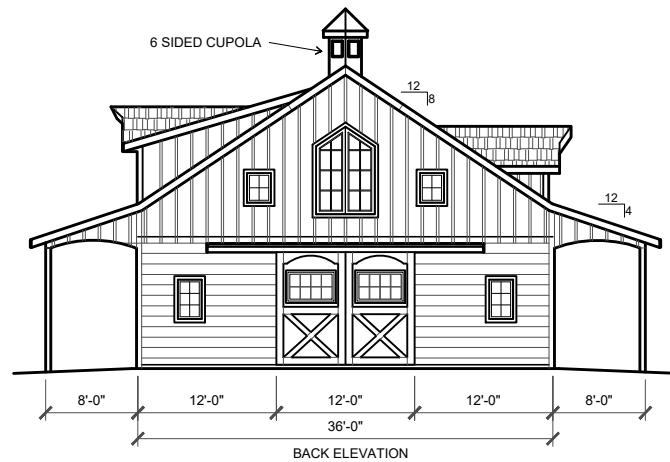 6 SIDED CUPOLA
12
8
12
4
8'-0" 12'-0" 12'-0" 12'-0" 8'-0"
36'-0"
BACK ELEVATION